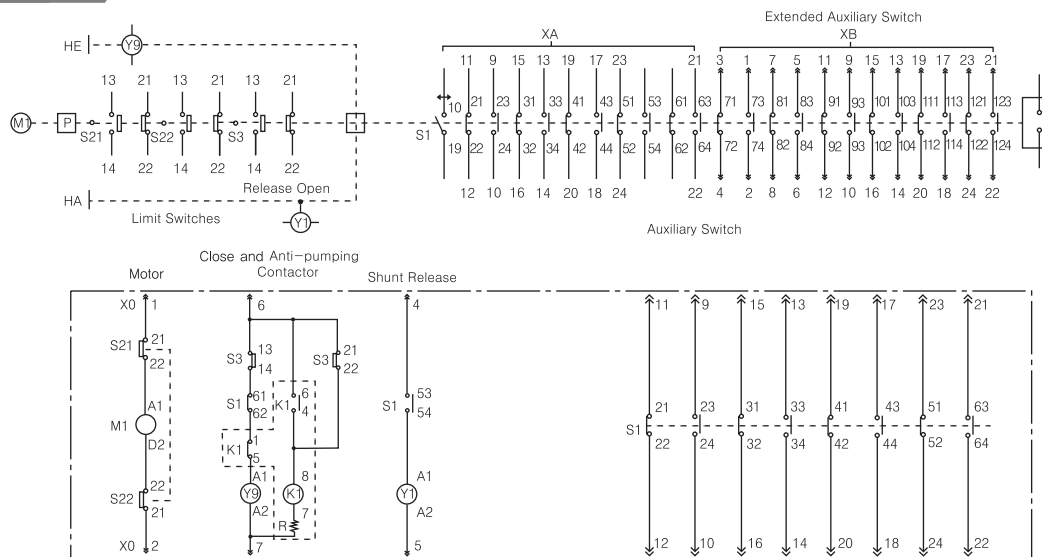 Extended Auxiliary Switch
XA XB
HE Y9
11 9 15 13 19 17 23 21 3 1 7 5 11 9 15 13 19 17 23 21
13 21 13 21 13 21
10 21 23 31 33 41 43 51 53 61 63 71 73 81 83 91 93 101 103 111 113 121 123
M1 P S21 S22 S3 S1
19 22 24 32 34 42 44 52 54 62 64 72 74 82 84 92 93 102 104 112 114 122 124
14 22 14 22 14 22
12 10 16 14 20 18 24 22 4 2 8 6 12 10 16 14 20 18 24 22
Release Open
HA
Limit Switches
Y1
Auxiliary Switch
Close and Anti-pumping
Contactor
Motor
Shunt Release
X0 1 6 4 11 9 15 13 19 17 23 21
S21 21
22
S3 13
14
S3 21
22
S1 61
62
K1 6
4
S1 53
54
A1
M1
D2
K1 1
5
S1 21 23 31 33 41 43 51 63
22 24 32 34 42 44 52 64
22
S22
21
A1
Y9
A2
8
K1
7
R
A1
Y1
A2
X0 2 7 5 12 10 16 14 20 18 24 22